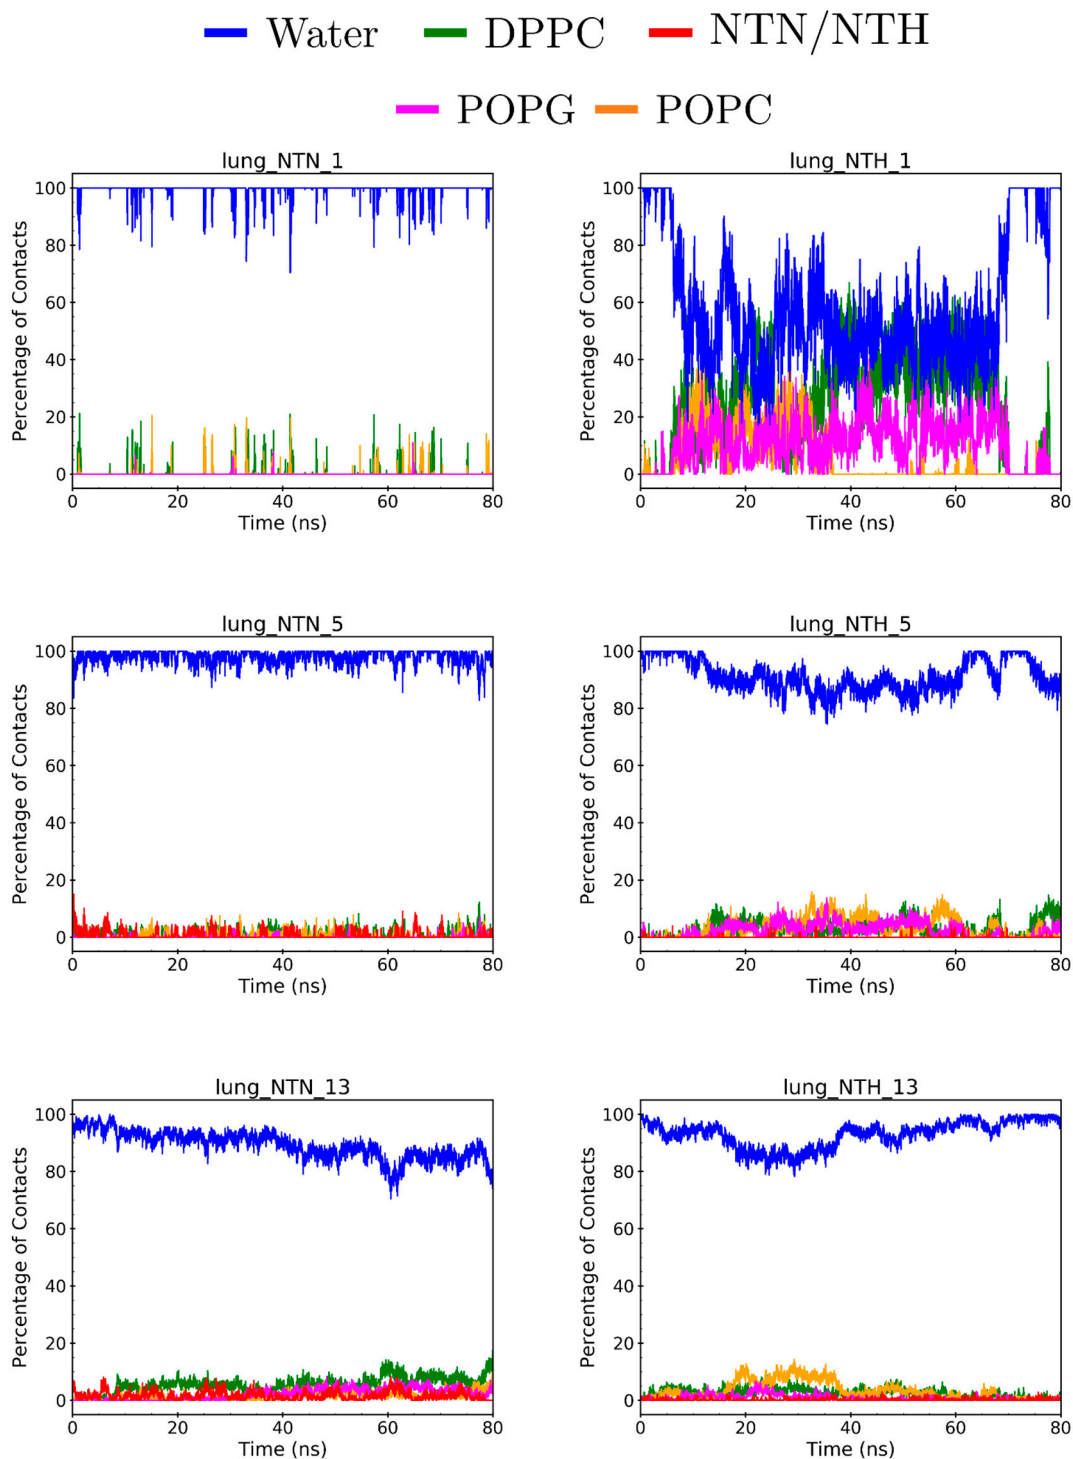 Water DPPC NTN/NTH
POPG POPC
lung_NTN_1
100
80
60
40
20
0
Percentage of Contacts
0 20 40 60 80
Time (ns)
lung_NTH_1
100
80
60
40
20
0
Percentage of Contacts
0 20 40 60 80
Time (ns)
lung_NTN_5
100
80
60
40
20
0
Percentage of Contacts
0 20 40 60 80
Time (ns)
lung_NTH_5
100
80
60
40
20
0
Percentage of Contacts
0 20 40 60 80
Time (ns)
lung_NTN_13
100
80
60
40
20
0
Percentage of Contacts
0 20 40 60 80
Time (ns)
lung_NTH_13
100
80
60
40
20
0
Percentage of Contacts
0 20 40 60 80
Time (ns)